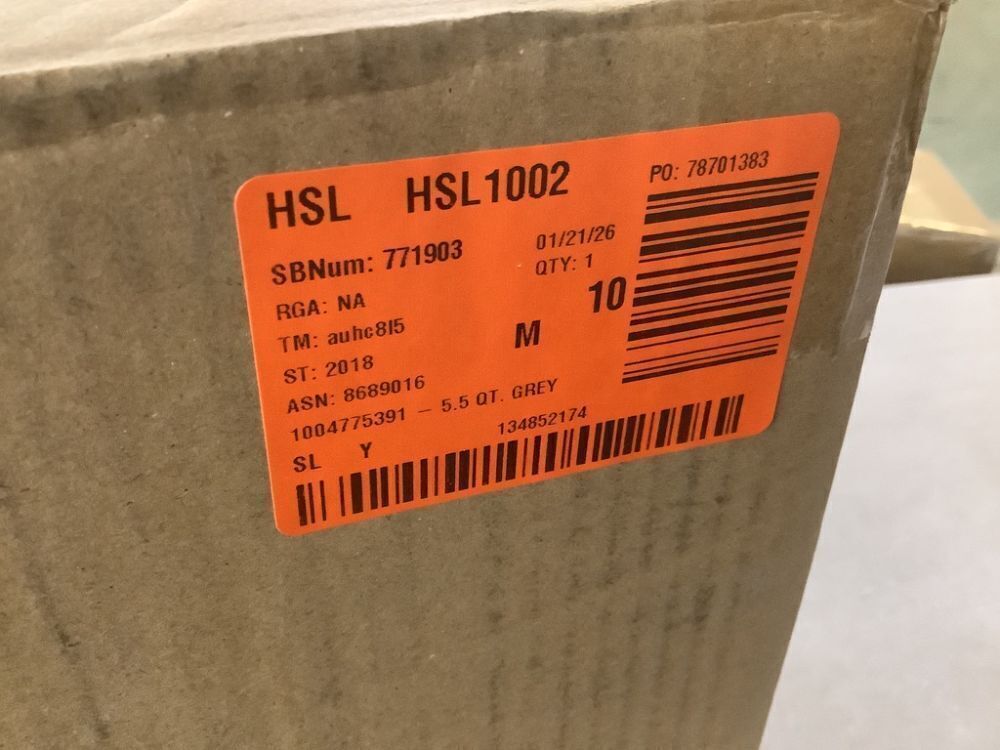 HSL HSL1002
PO: 78701383
SBNum: 771903
01/21/26
RGA: NA
QTY: 1
TM: auhc8l5
M
10
ST: 2018
ASN: 8689016
1004775391 - 5.5 QT. GREY
SL Y
134852174